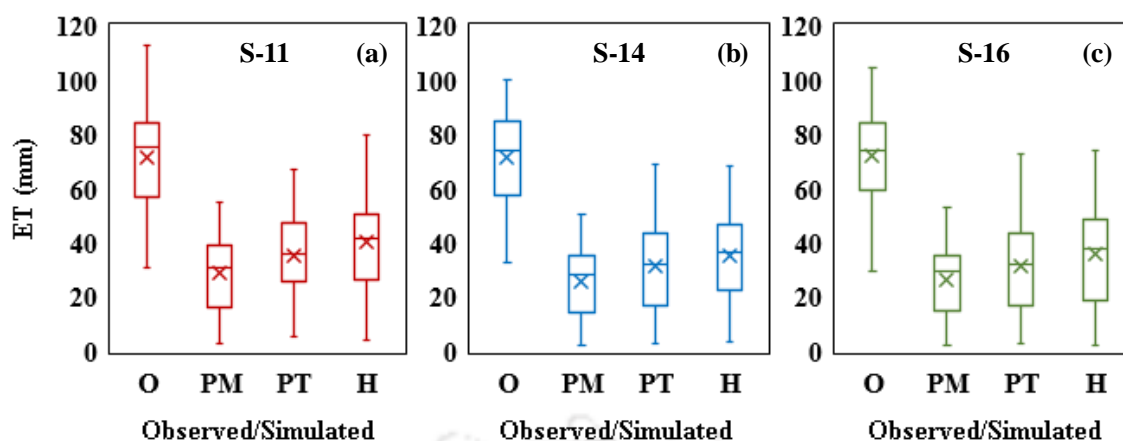 120 120 120
S-11 (a) S-14 (b) S-16 (c)
100 100 100
80 80 80
60 60 60
40 40 40
20 20 20
0 0 0
ET (mm)
O PM PT H O PM PT H O PM PT H
Observed/Simulated Observed/Simulated Observed/Simulated